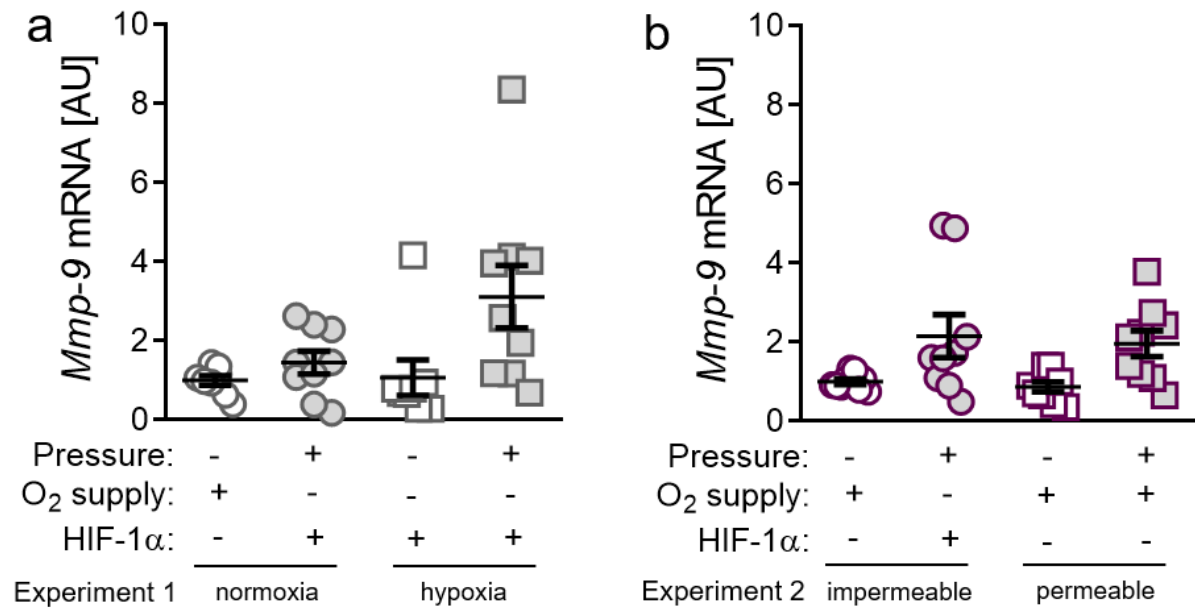 a
Mmp-9 mRNA [AU]
10
8
6
4
2
0
Pressure: - + - +
O2 supply: + - - -
HIF-1α: - + + +
Experiment 1 normoxia hypoxia
b
Mmp-9 mRNA [AU]
10
8
6
4
2
0
Pressure: - + - +
O2 supply: + - + +
HIF-1α: - + - -
Experiment 2 impermeable permeable